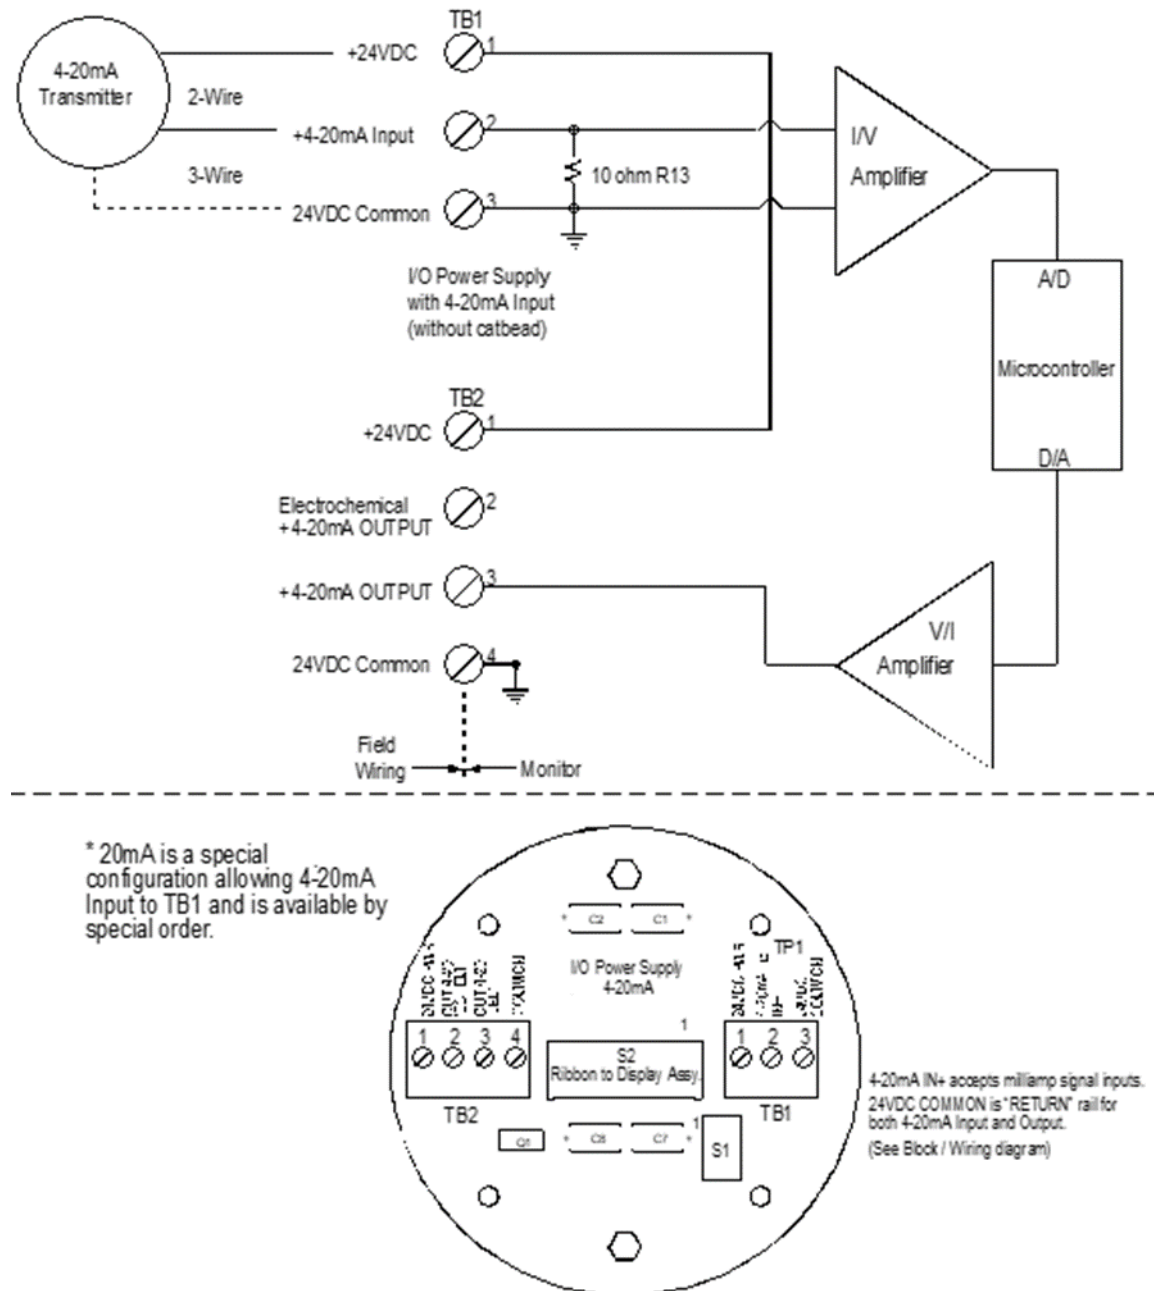 TB1
4-20mA
Transmitter
+24VDC
1
2-Wire
+4-20mA Input
2
3-Wire
10 ohm R13
24VDC Common
3
I/V
Amplifier
I/O Power Supply
with 4-20mA Input
(without catbead)
A/D
Microcontroller
D/A
TB2
+24VDC
1
Electrochemical
+4-20mA OUTPUT
2
+4-20mA OUTPUT
3
24VDC Common
4
V/I
Amplifier
Field
Wiring
Monitor
* 20mA is a special
configuration allowing 4-20mA
Input to TB1 and is available by
special order.
+ C2 C1 +
TP1
I/O Power Supply
4-20mA
COMMON
1 2 3 4
TB2
1
S2
Ribbon to Display Assy.
1 2 3
TB1
Q1
+ C8 C7 +
1
S1
4-20mA IN+ accepts milliamp signal inputs.
24VDC COMMON is "RETURN" rail for
both 4-20mA Input and Output.
(See Block / Wiring diagram)